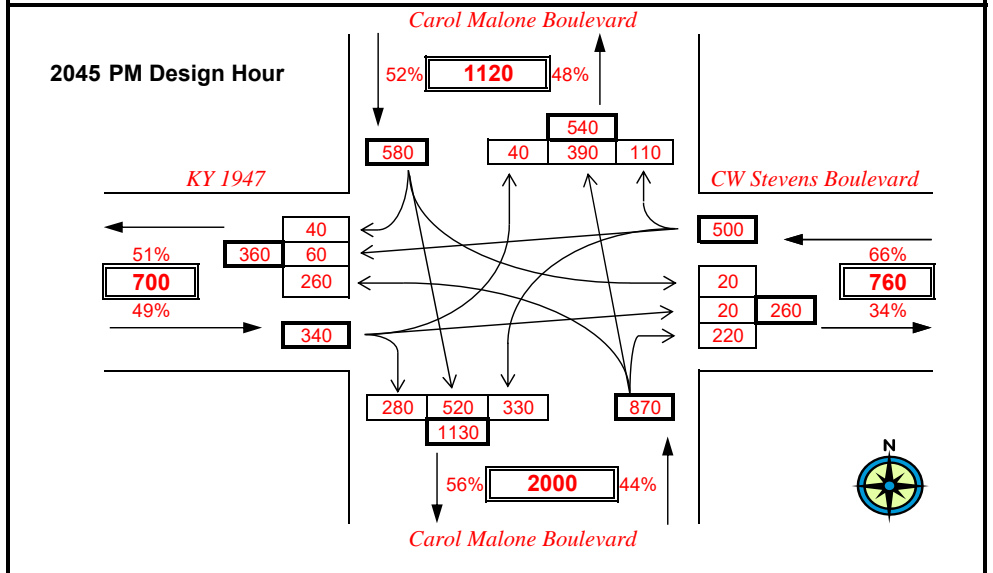 Carol Malone Boulevard
2045 PM Design Hour
52% 1120 48%
540
580 40 390 110
KY 1947 CW Stevens Boulevard
40 500
51% 360 60 66%
700 260 20 760
49% 20 260 34%
340 220
280 520 330 870
1130
N
56% 2000 44%
Carol Malone Boulevard